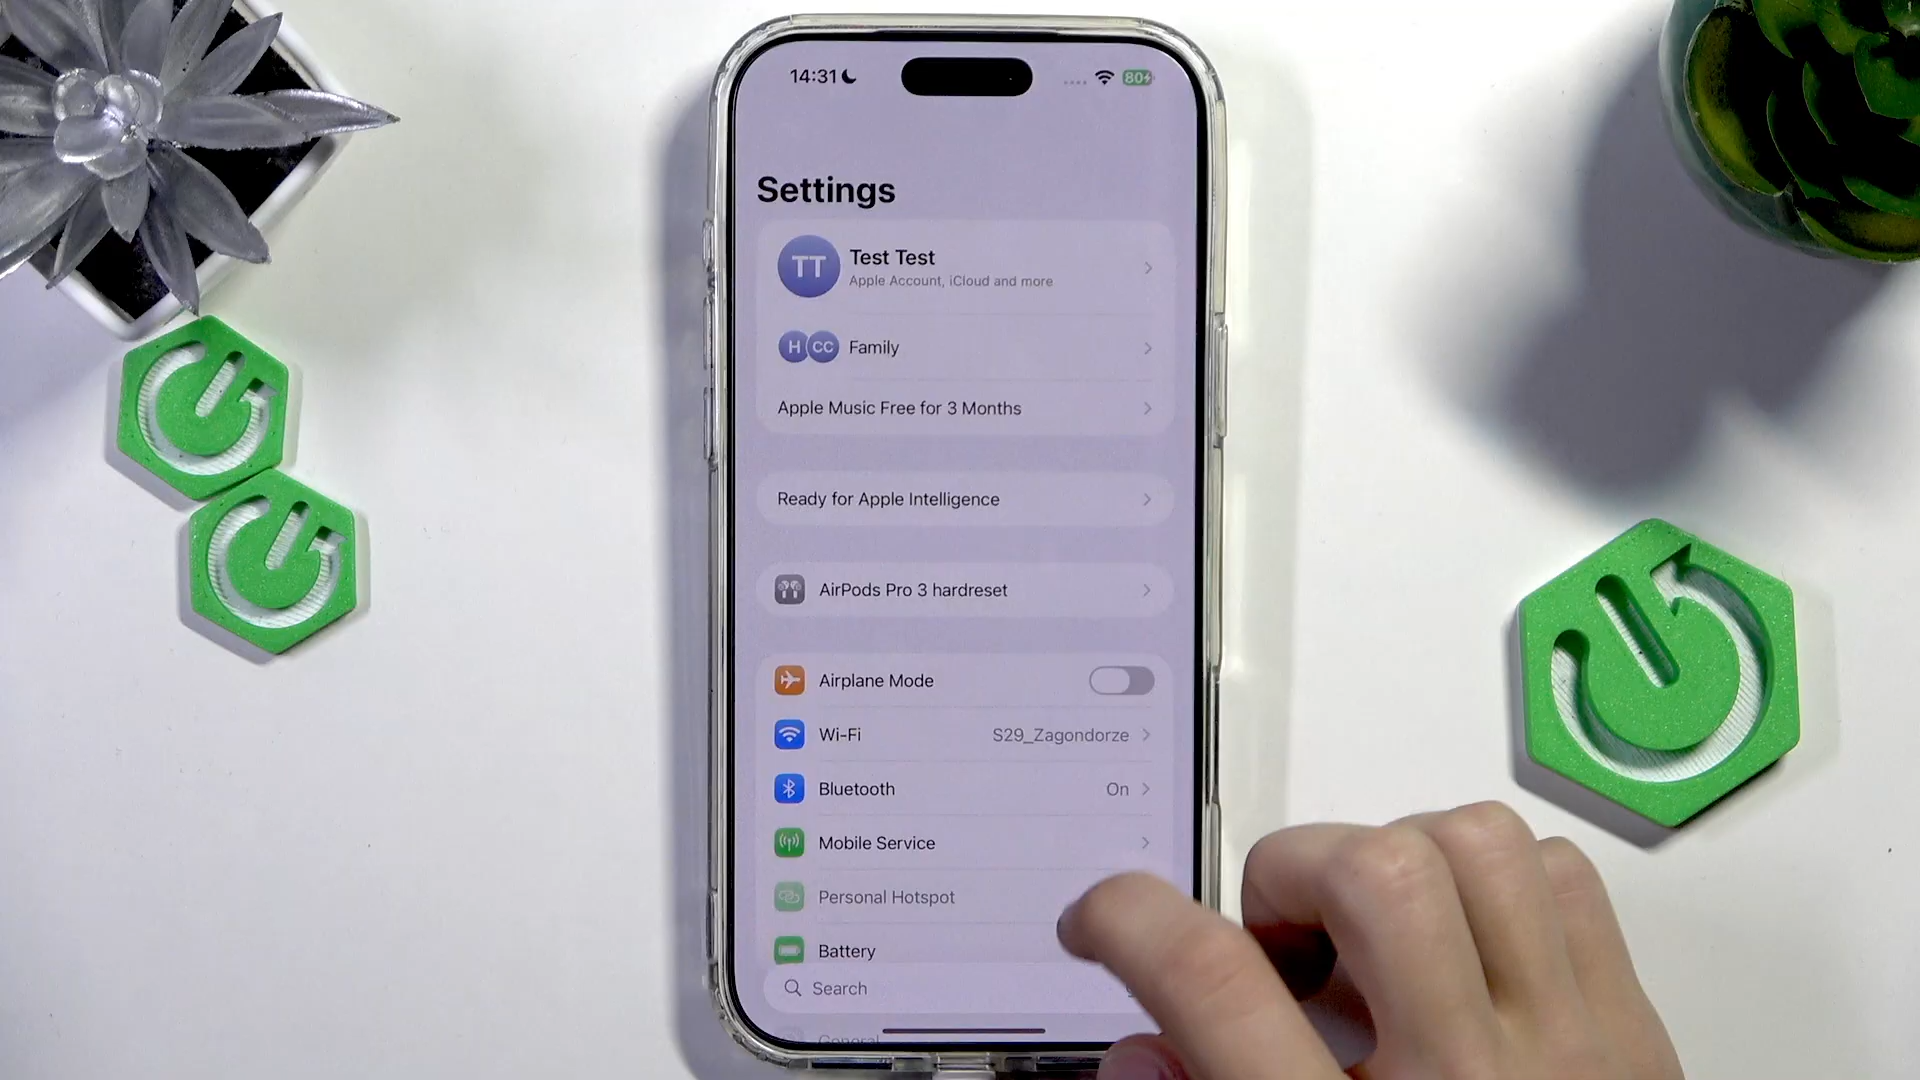 14:31
80
Settings
TT
Test Test
Apple Account, iCloud and more
H CC Family
Apple Music Free for 3 Months
Ready for Apple Intelligence
AirPods Pro 3 hardreset
Airplane Mode
Wi-Fi S29_Zagondorze
Bluetooth On
Mobile Service
Personal Hotspot
Battery
Search
General